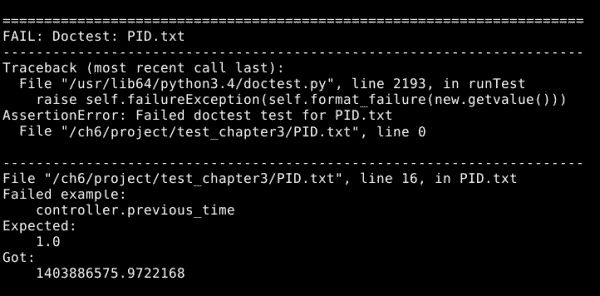 ======================================================================
FAIL: Doctest: PID.txt
----------------------------------------------------------------------
Traceback (most recent call last):
  File "/usr/lib64/python3.4/doctest.py", line 2193, in runTest
    raise self.failureException(self.format_failure(new.getvalue()))
AssertionError: Failed doctest test for PID.txt
  File "/ch6/project/test_chapter3/PID.txt", line 0
----------------------------------------------------------------------
File "/ch6/project/test_chapter3/PID.txt", line 16, in PID.txt
Failed example:
    controller.previous_time
Expected:
    1.0
Got:
    1403886575.9722168